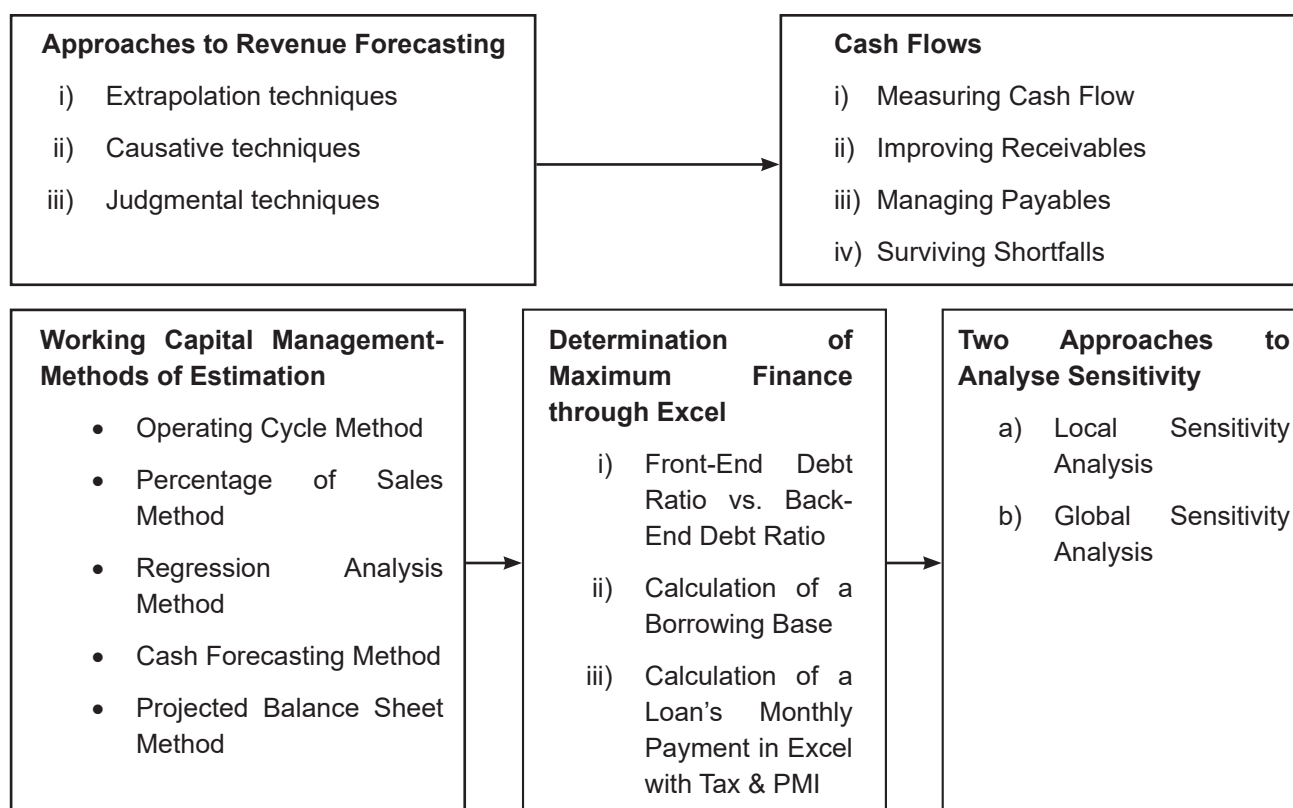 Approaches to Revenue Forecasting
i) Extrapolation techniques
ii) Causative techniques
iii) Judgmental techniques
Cash Flows
i) Measuring Cash Flow
ii) Improving Receivables
iii) Managing Payables
iv) Surviving Shortfalls
Working Capital Management-
Methods of Estimation
• Operating Cycle Method
• Percentage of Sales
Method
• Regression Analysis
Method
• Cash Forecasting Method
• Projected Balance Sheet
Method
Determination of
Maximum Finance
through Excel
i) Front-End Debt
Ratio vs. Back-
End Debt Ratio
ii) Calculation of a
Borrowing Base
iii) Calculation of a
Loan’s Monthly
Payment in Excel
with Tax & PMI
Two Approaches to
Analyse Sensitivity
a) Local Sensitivity
Analysis
b) Global Sensitivity
Analysis